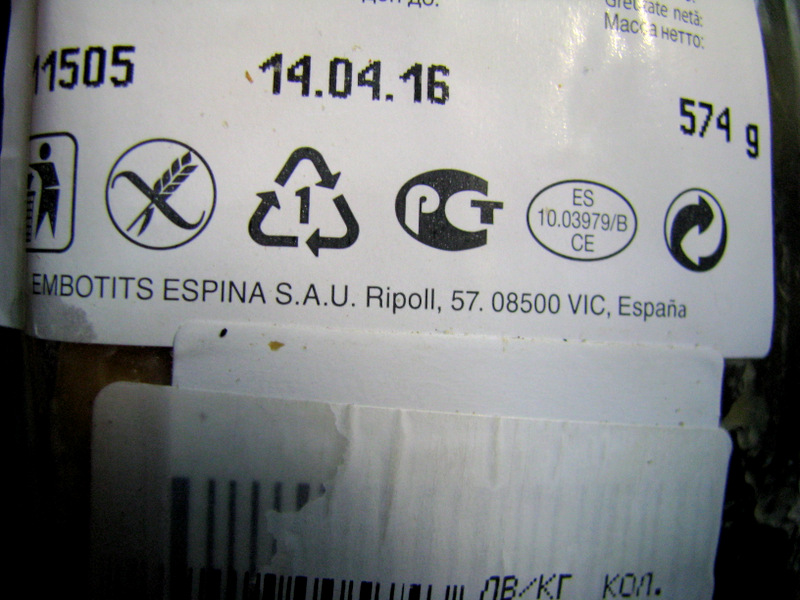 Greutate netă:
Масса нетто:
11505 14.04.16 574 g
1
РСТ
ES
10.03979/B
CE
EMBOTITS ESPINA S.A.U. Ripoll, 57. 08500 VIC, España
ЛВ/КГ КОЛ.